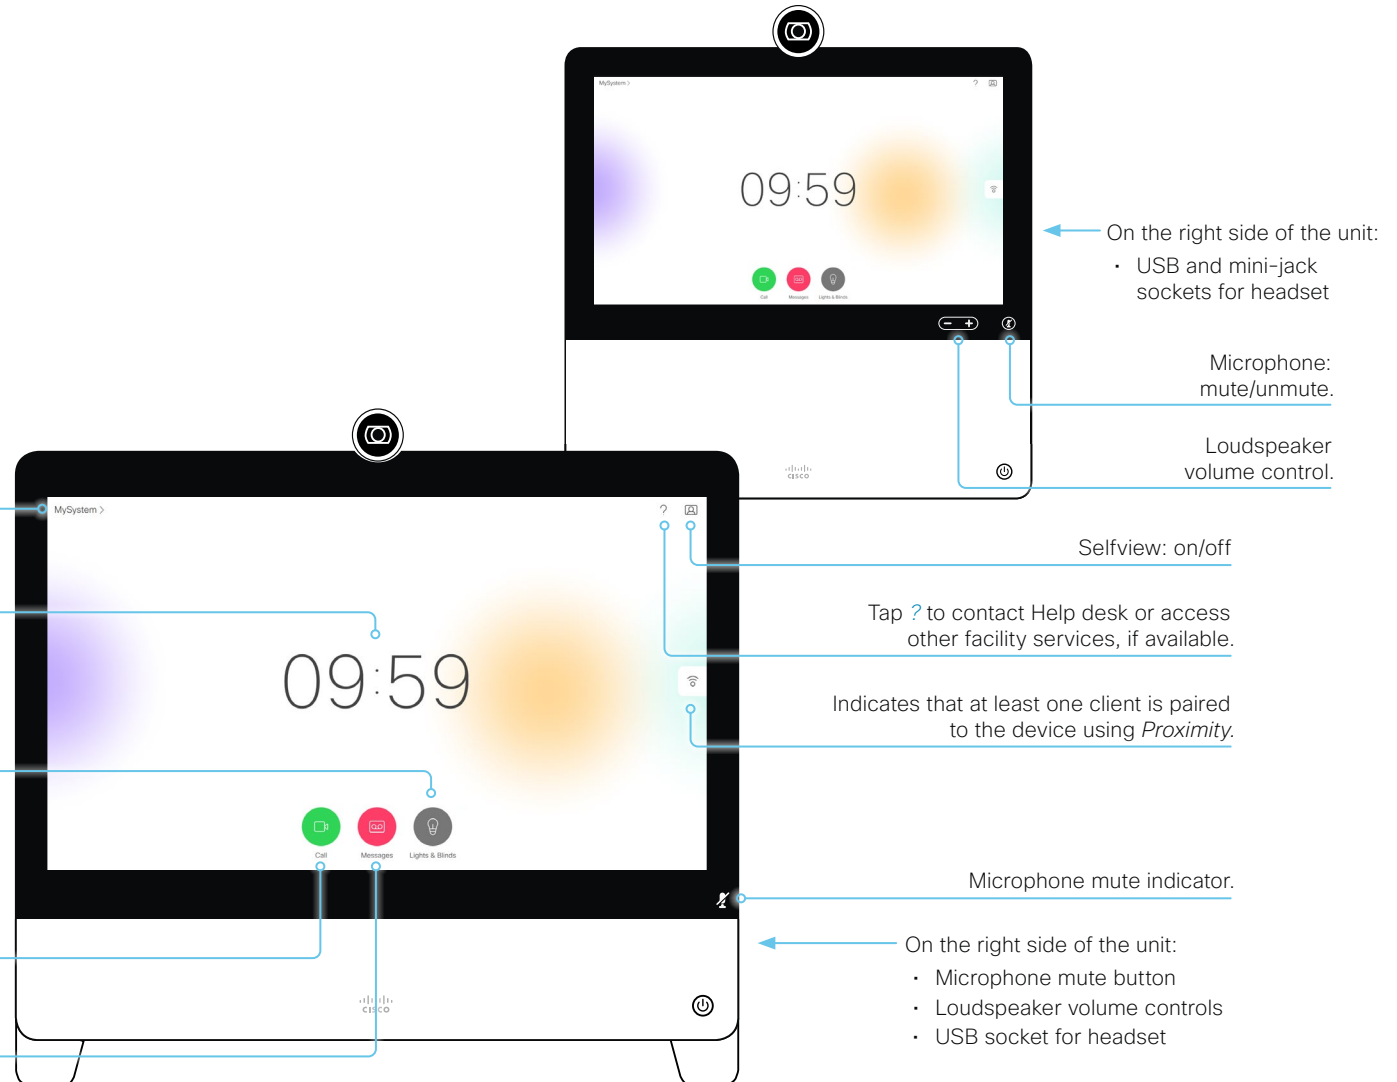 MySystem >
?
09:59
Call
Messages
Lights & Blinds
CISCO
On the right side of the unit:
• USB and mini-jack
sockets for headset
Microphone:
mute/unmute.
Loudspeaker
volume control.
MySystem >
?
09:59
Call
Messages
Lights & Blinds
CISCO
Selfview: on/off
Tap ? to contact Help desk or access
other facility services, if available.
Indicates that at least one client is paired
to the device using Proximity.
Microphone mute indicator.
On the right side of the unit:
• Microphone mute button
• Loudspeaker volume controls
• USB socket for headset